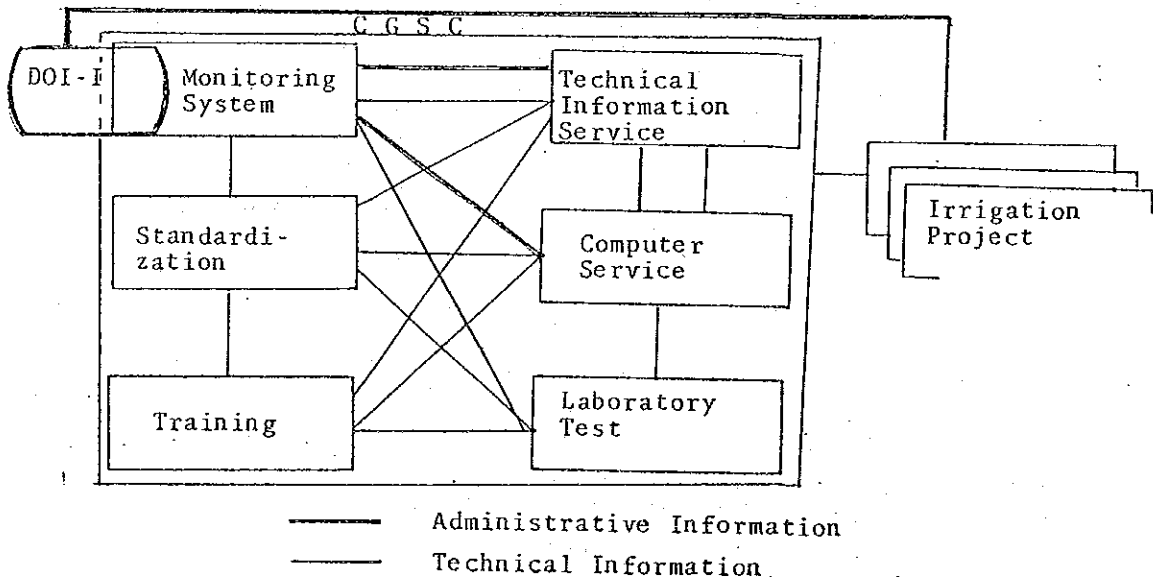 C G S C
DOI-I
Monitoring
System
Technical
Information
Service
Standardi-
zation
Computer
Service
Irrigation
Project
Training
Laboratory
Test
Administrative Information
Technical Information